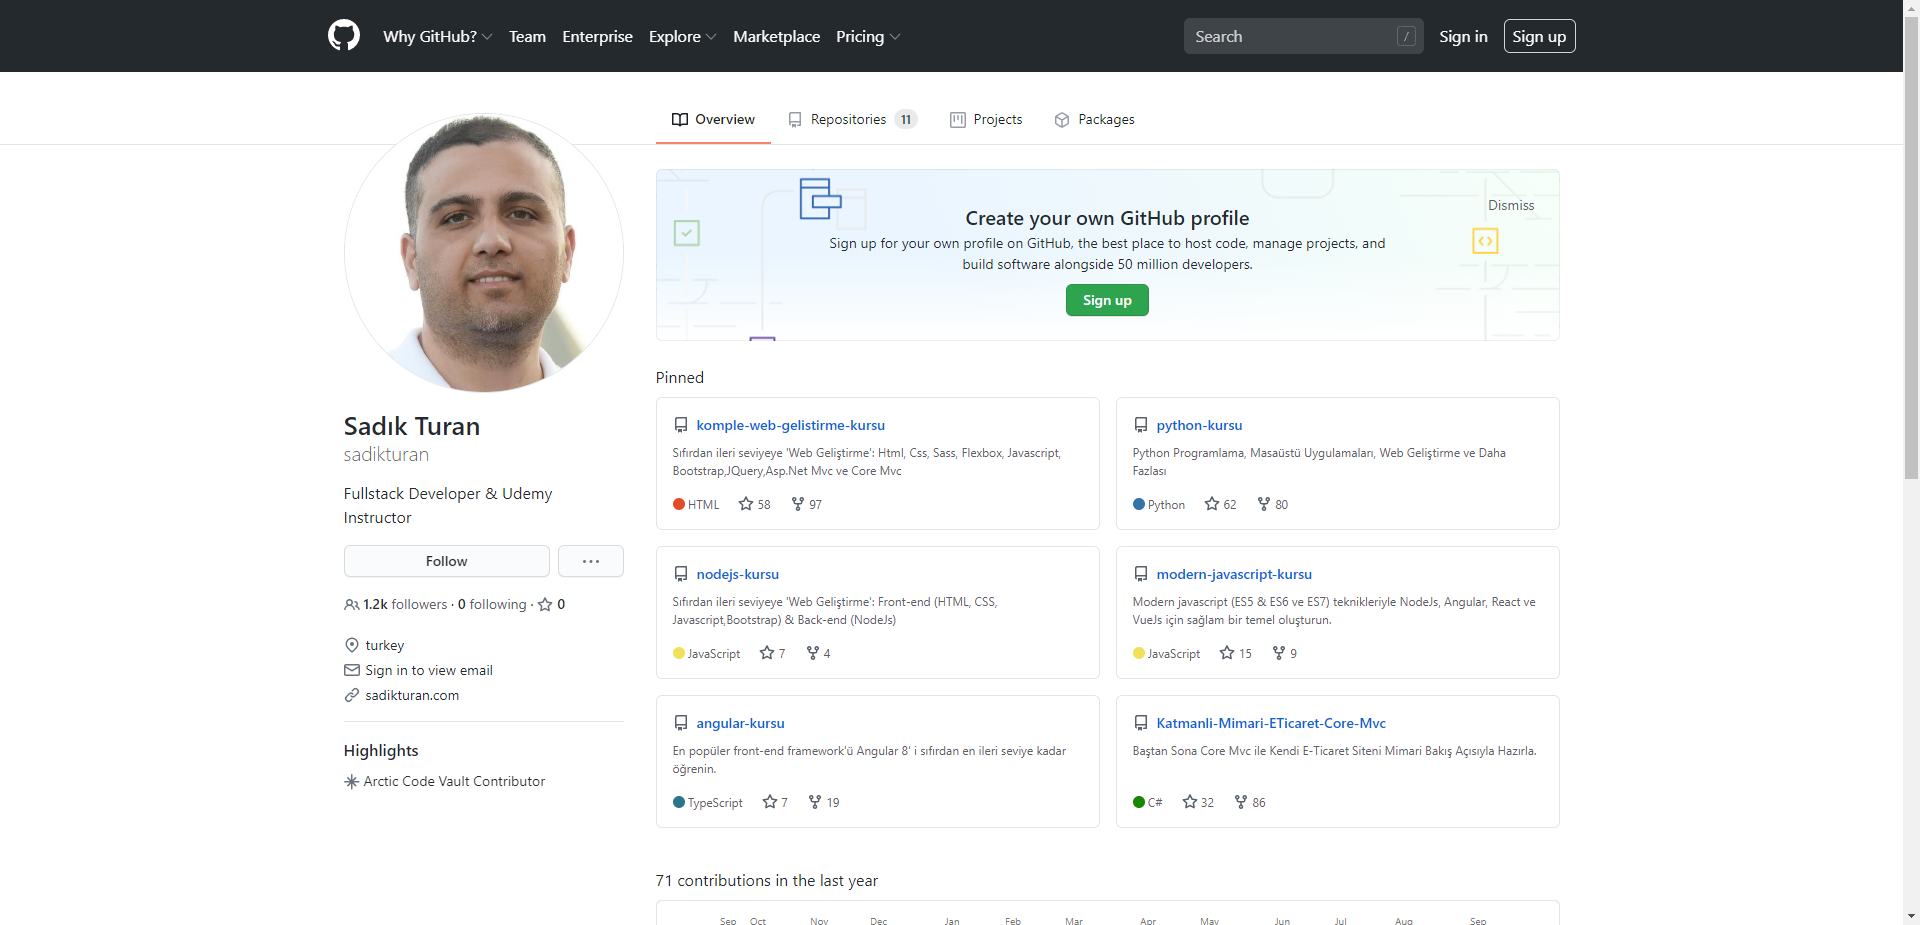 Why GitHub?
Team
Enterprise
Explore
Marketplace
Pricing
Search
/
Sign in
Sign up
Overview
Repositories 11
Projects
Packages
Create your own GitHub profile
Dismiss
Sign up for your own profile on GitHub, the best place to host code, manage projects, and
build software alongside 50 million developers.
Sign up
Sadık Turan
sadikturan
Fullstack Developer & Udemy
Instructor
Follow
...
1.2k followers · 0 following · 0
turkey
Sign in to view email
sadikturan.com
Highlights
Arctic Code Vault Contributor
Pinned
komple-web-gelistirme-kursu
Sıfırdan ileri seviyeye 'Web Geliştirme': Html, Css, Sass, Flexbox, Javascript,
Bootstrap,JQuery,Asp.Net Mvc ve Core Mvc
HTML 58 97
python-kursu
Python Programlama, Masaüstü Uygulamaları, Web Geliştirme ve Daha
Fazlası
Python 62 80
nodejs-kursu
Sıfırdan ileri seviyeye 'Web Geliştirme': Front-end (HTML, CSS,
Javascript,Bootstrap) & Back-end (NodeJs)
JavaScript 7 4
modern-javascript-kursu
Modern javascript (ES5 & ES6 ve ES7) teknikleriyle NodeJs, Angular, React ve
VueJs için sağlam bir temel oluşturun.
JavaScript 15 9
angular-kursu
En popüler front-end framework'ü Angular 8' i sıfırdan en ileri seviye kadar
öğrenin.
TypeScript 7 19
Katmanli-Mimari-ETicaret-Core-Mvc
Baştan Sona Core Mvc ile Kendi E-Ticaret Siteni Mimari Bakış Açısıyla Hazırla.
C# 32 86
71 contributions in the last year
Sep Oct Nov Dec Jan Feb Mar Apr May Jun Jul Aug Sep